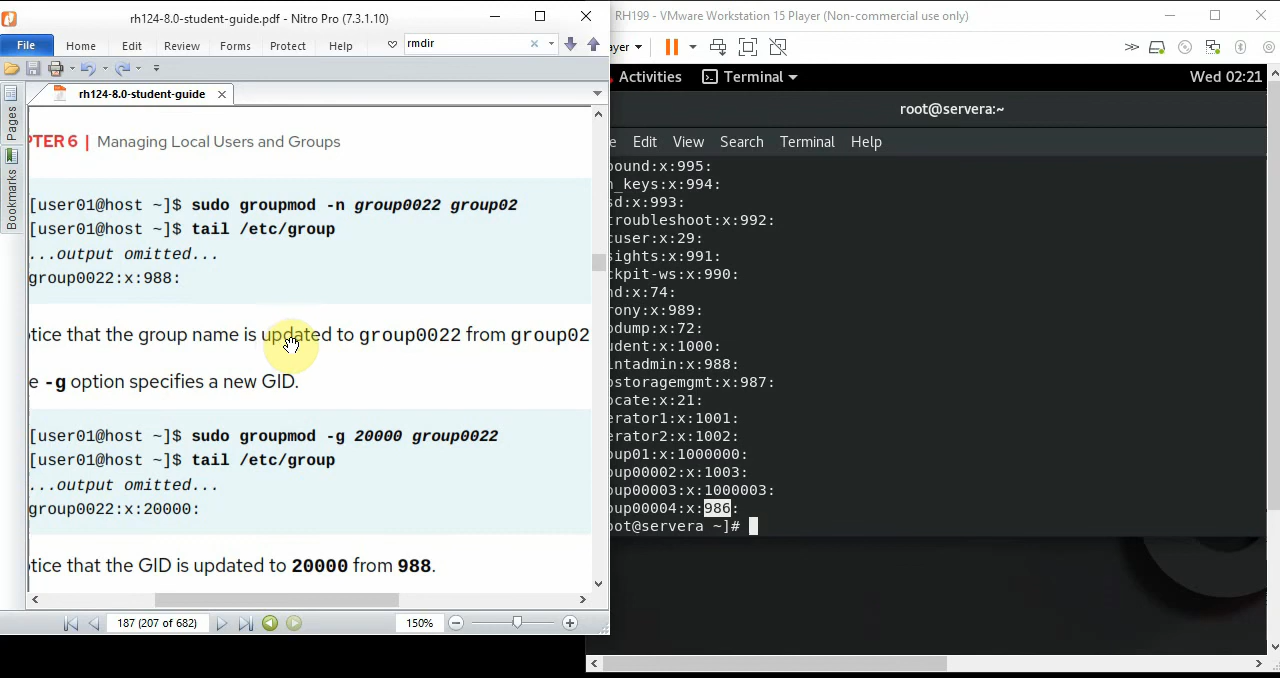 rh124-8.0-student-guide.pdf - Nitro Pro (7.3.1.10)
File Home Edit Review Forms Protect Help rmdir
rh124-8.0-student-guide
Pages
Bookmarks
PTER 6 | Managing Local Users and Groups
[user01@host ~]$ sudo groupmod -n group0022 group02
[user01@host ~]$ tail /etc/group
...output omitted...
group0022:x:988:
tice that the group name is updated to group0022 from group02
e -g option specifies a new GID.
[user01@host ~]$ sudo groupmod -g 20000 group0022
[user01@host ~]$ tail /etc/group
...output omitted...
group0022:x:20000:
tice that the GID is updated to 20000 from 988.
187 (207 of 682) 150%
RH199 - VMware Workstation 15 Player (Non-commercial use only)
ayer
Activities Terminal Wed 02:21
root@servera:~
e Edit View Search Terminal Help
bound:x:995:
_keys:x:994:
sd:x:993:
troubleshoot:x:992:
cuser:x:29:
sights:x:991:
ckpit-ws:x:990:
hd:x:74:
rony:x:989:
pdump:x:72:
udent:x:1000:
intadmin:x:988:
ostoragemgmt:x:987:
ocate:x:21:
erator1:x:1001:
erator2:x:1002:
oup01:x:1000000:
oup00002:x:1003:
oup00003:x:1000003:
oup00004:x:986:
oot@servera ~]#